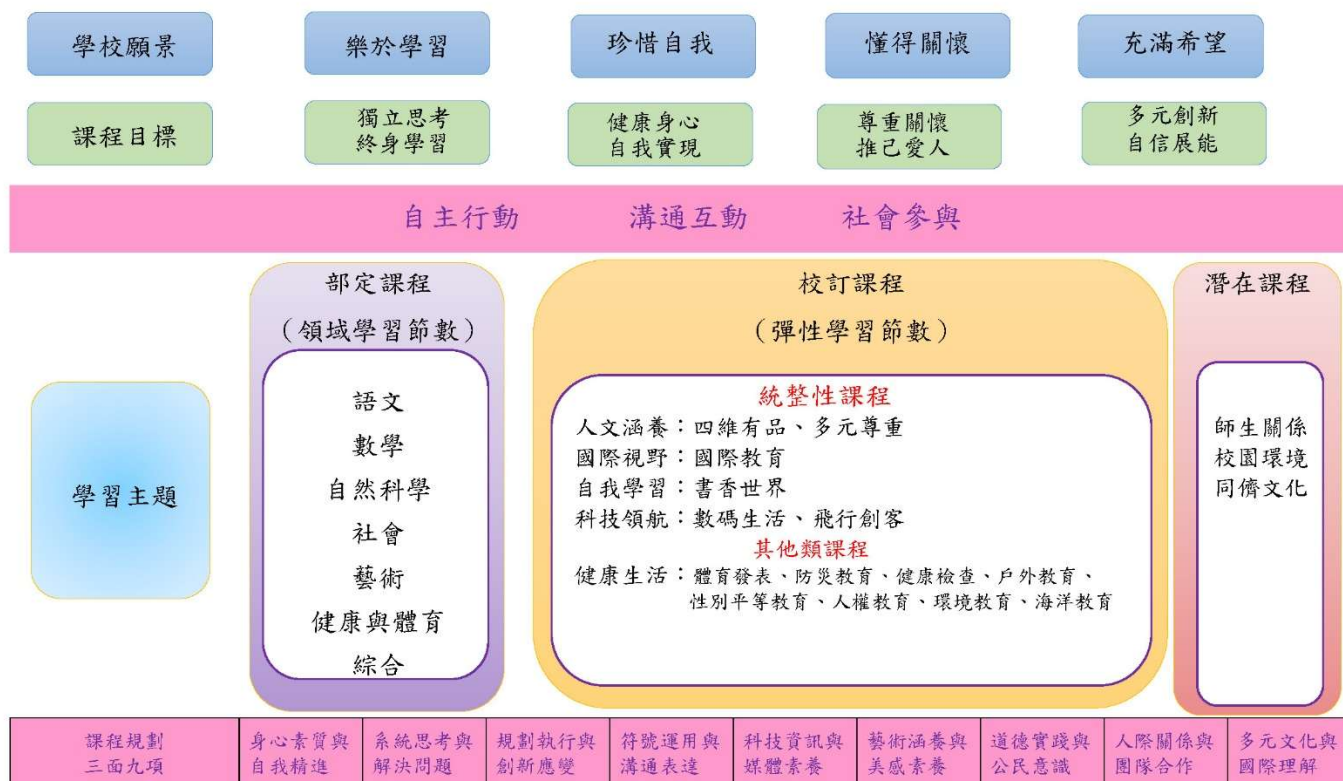 學校願景
樂於學習
珍惜自我
懂得關懷
充滿希望
課程目標
獨立思考
終身學習
健康身心
自我實現
尊重關懷
推己愛人
多元創新
自信展能
自主行動 溝通互動 社會參與
部定課程
（領域學習節數）
校訂課程
（彈性學習節數）
潛在課程
學習主題
語文
數學
自然科學
社會
藝術
健康與體育
綜合
統整性課程
人文涵養：四維有品、多元尊重
國際視野：國際教育
自我學習：書香世界
科技領航：數碼生活、飛行創客
其他類課程
健康生活：體育發表、防災教育、健康檢查、戶外教育、
性別平等教育、人權教育、環境教育、海洋教育
師生關係
校園環境
同儕文化
課程規劃
三面九項
身心素質與
自我精進
系統思考與
解決問題
規劃執行與
創新應變
符號運用與
溝通表達
科技資訊與
媒體素養
藝術涵養與
美感素養
道德實踐與
公民意識
人際關係與
團隊合作
多元文化與
國際理解